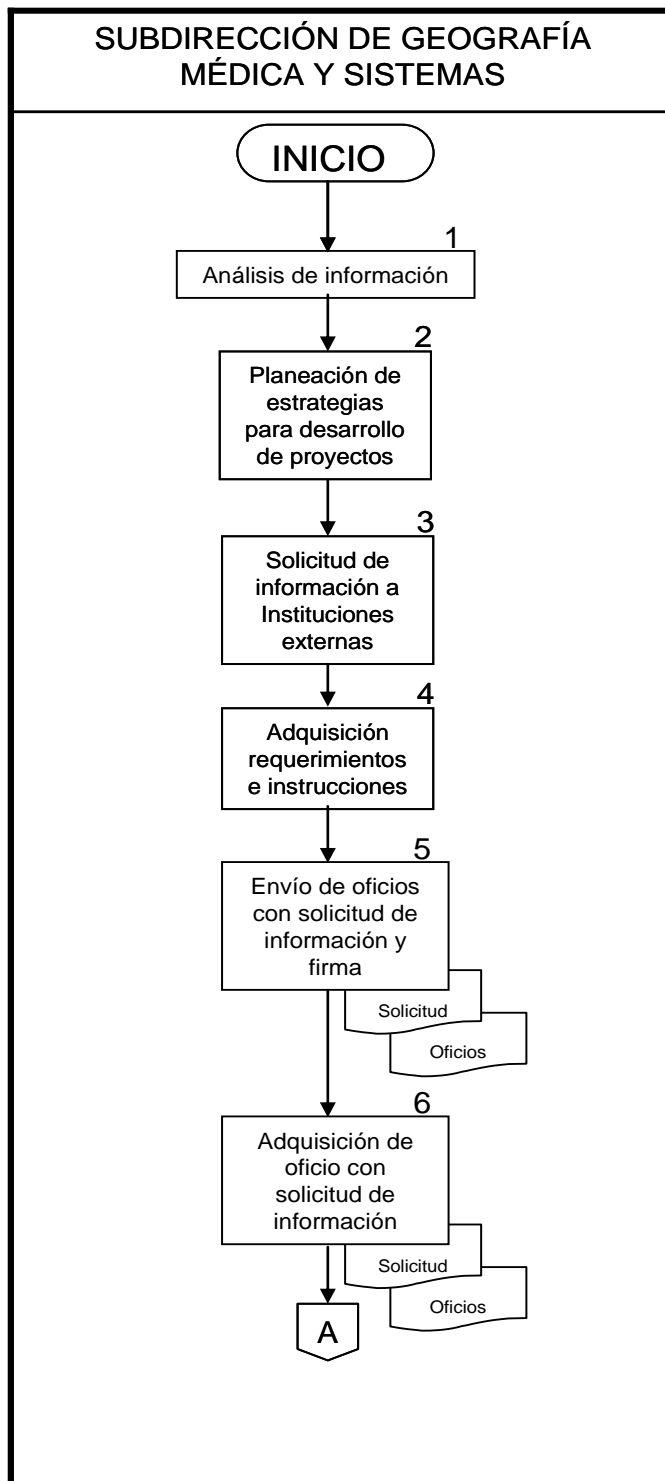 SUBDIRECCIÓN DE GEOGRAFÍA
MÉDICA Y SISTEMAS
INICIO
1
Análisis de información
2
Planeación de
estrategias
para desarrollo
de proyectos
3
Solicitud de
información a
Instituciones
externas
4
Adquisición
requerimientos
e instrucciones
5
Envío de oficios
con solicitud de
información y
firma
Solicitud
Oficios
6
Adquisición de
oficio con
solicitud de
información
Solicitud
Oficios
A